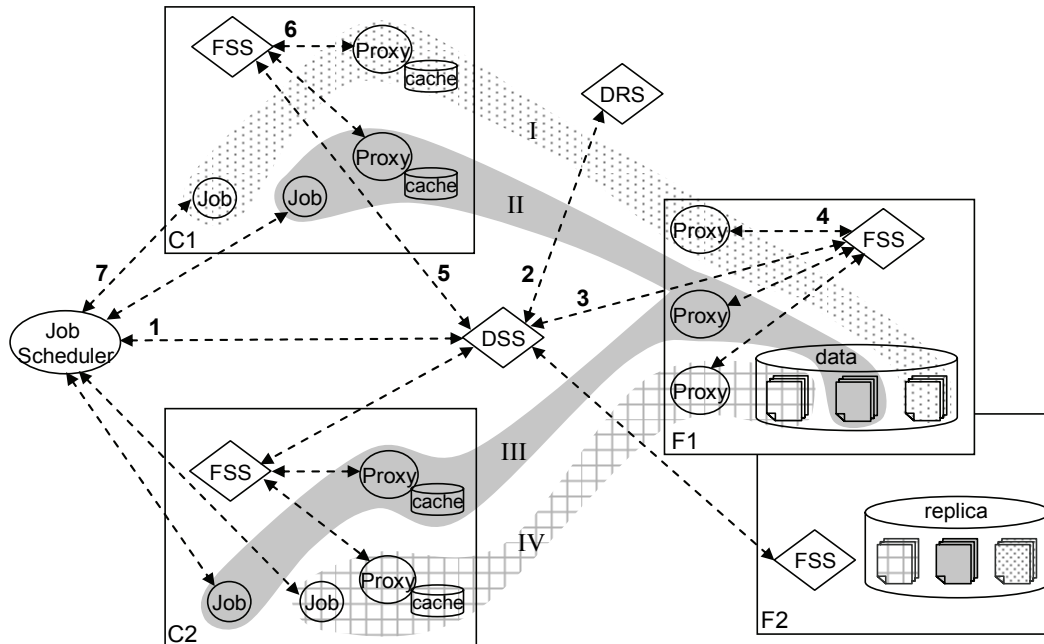 6
FSS
Proxy
cache
DRS
I
Proxy
cache
Job
Job
II
C1
Proxy
4
FSS
7
5
2
3
Job
Scheduler
1
DSS
Proxy
data
Proxy
F1
FSS
Proxy
cache
III
replica
IV
FSS
Proxy
cache
Job
Job
C2
F2